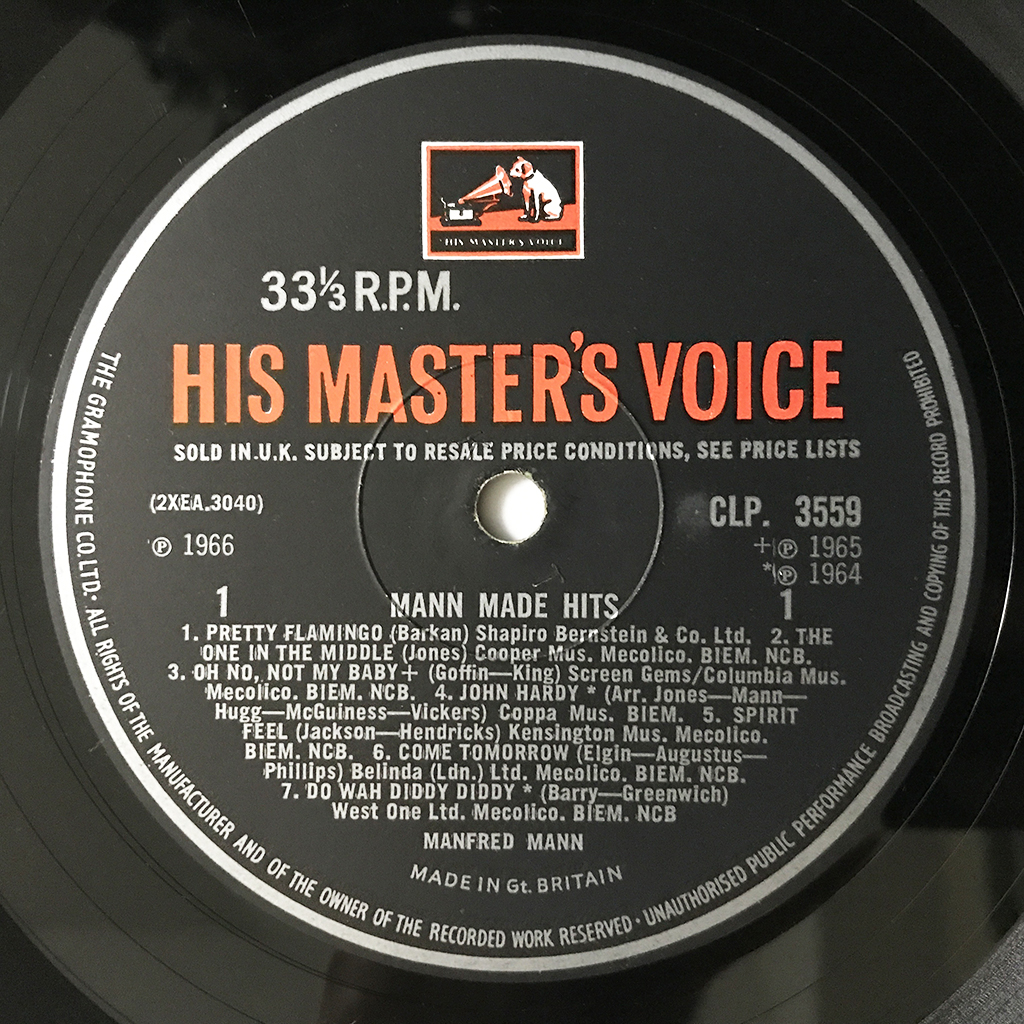 HIS MASTER'S VOICE
33⅓ R.P.M.
HIS MASTER'S VOICE
SOLD IN U.K. SUBJECT TO RESALE PRICE CONDITIONS, SEE PRICE LISTS
(2XEA.3040)
CLP. 3559
℗ 1966
+℗ 1965
*℗ 1964
1 MANN MADE HITS 1
1. PRETTY FLAMINGO (Barkan) Shapiro Bernstein & Co. Ltd. 2. THE
ONE IN THE MIDDLE (Jones) Cooper Mus. Mecolico. BIEM. NCB.
3. OH NO, NOT MY BABY+ (Goffin—King) Screen Gems/Columbia Mus.
Mecolico. BIEM. NCB. 4. JOHN HARDY * (Arr. Jones—Mann—
Hugg—McGuiness—Vickers) Coppa Mus. BIEM. 5. SPIRIT
FEEL (Jackson—Hendricks) Kensington Mus. Mecolico.
BIEM. NCB. 6. COME TOMORROW (Elgin—Augustus—
Phillips) Belinda (Ldn.) Ltd. Mecolico. BIEM. NCB.
7. DO WAH DIDDY DIDDY * (Barry—Greenwich)
West One Ltd. Mecolico. BIEM. NCB
MANFRED MANN
MADE IN Gt. BRITAIN
THE GRAMOPHONE CO. LTD. · ALL RIGHTS OF THE MANUFACTURER AND OF THE OWNER OF THE RECORDED WORK RESERVED · UNAUTHORISED PUBLIC PERFORMANCE BROADCASTING AND COPYING OF THIS RECORD PROHIBITED